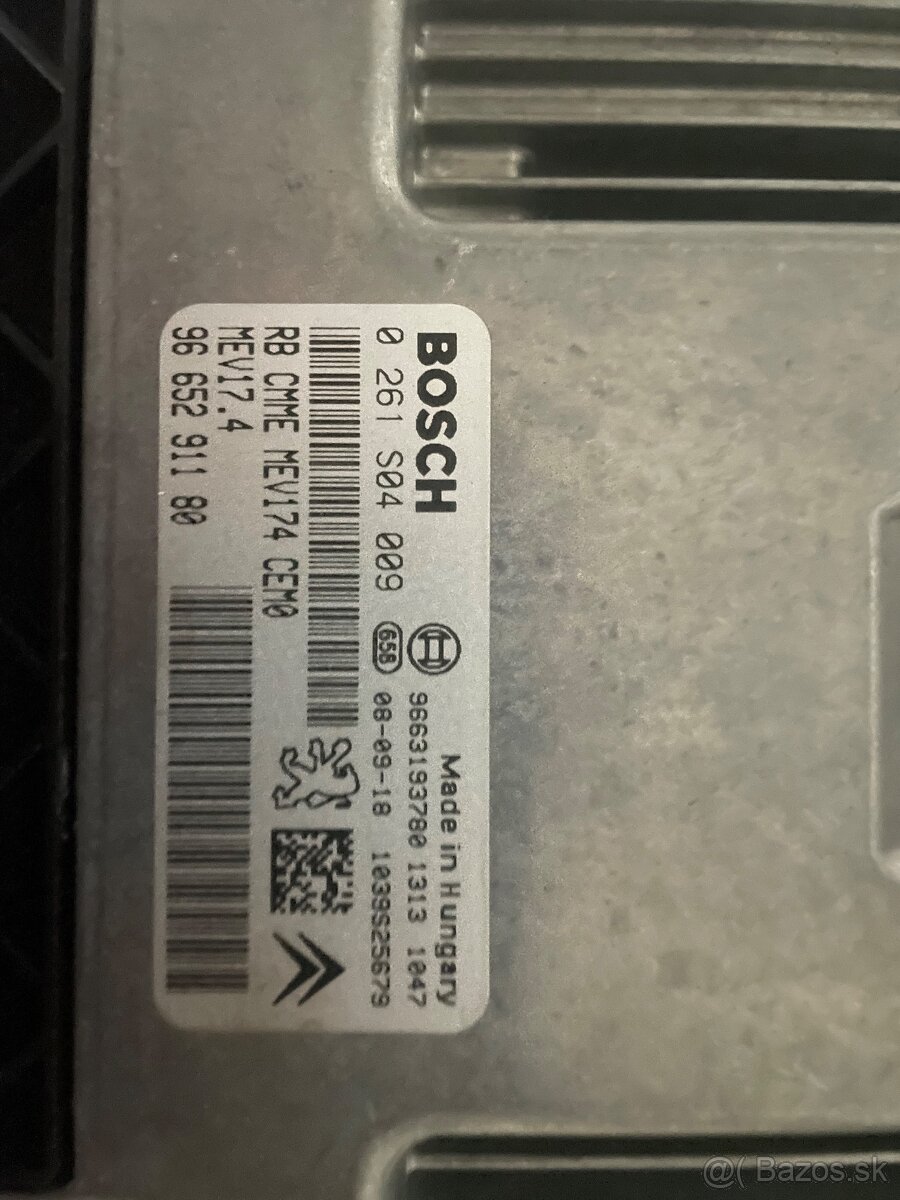 BOSCH
Made in Hungary
9663193780 1313 1047
0 261 S04 009
65B
08-09-18 1039S25679
RB CMME MEV174 CEM0
MEV17.4
96 652 911 80
@( Bazos.sk